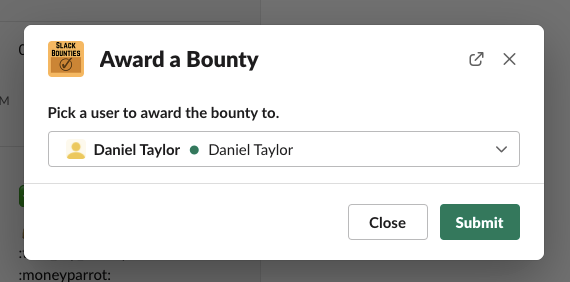 SLACK
BOUNTIES
Award a Bounty
Pick a user to award the bounty to.
Daniel Taylor Daniel Taylor
Close Submit
M
:moneyparrot: